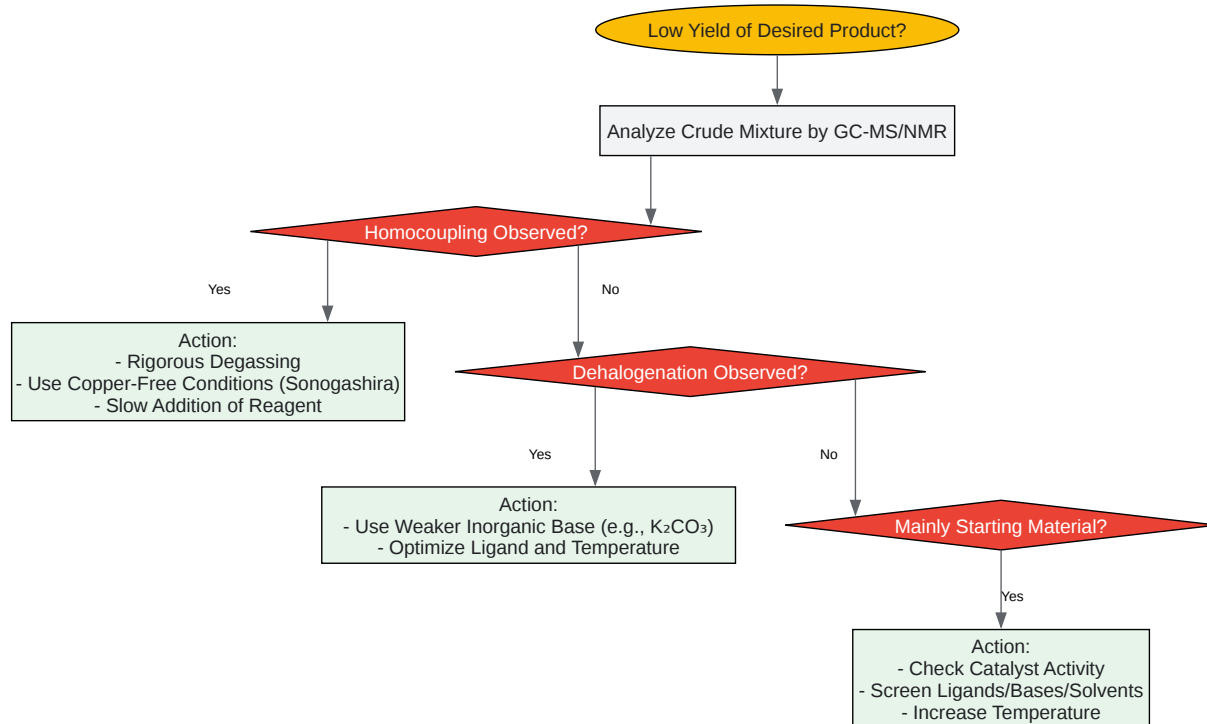 Low Yield of Desired Product?
Analyze Crude Mixture by GC-MS/NMR
Homocoupling Observed?
Yes
No
Action:
- Rigorous Degassing
- Use Copper-Free Conditions (Sonogashira)
- Slow Addition of Reagent
Dehalogenation Observed?
Yes
No
Action:
- Use Weaker Inorganic Base (e.g., K₂CO₃)
- Optimize Ligand and Temperature
Mainly Starting Material?
Yes
Action:
- Check Catalyst Activity
- Screen Ligands/Bases/Solvents
- Increase Temperature